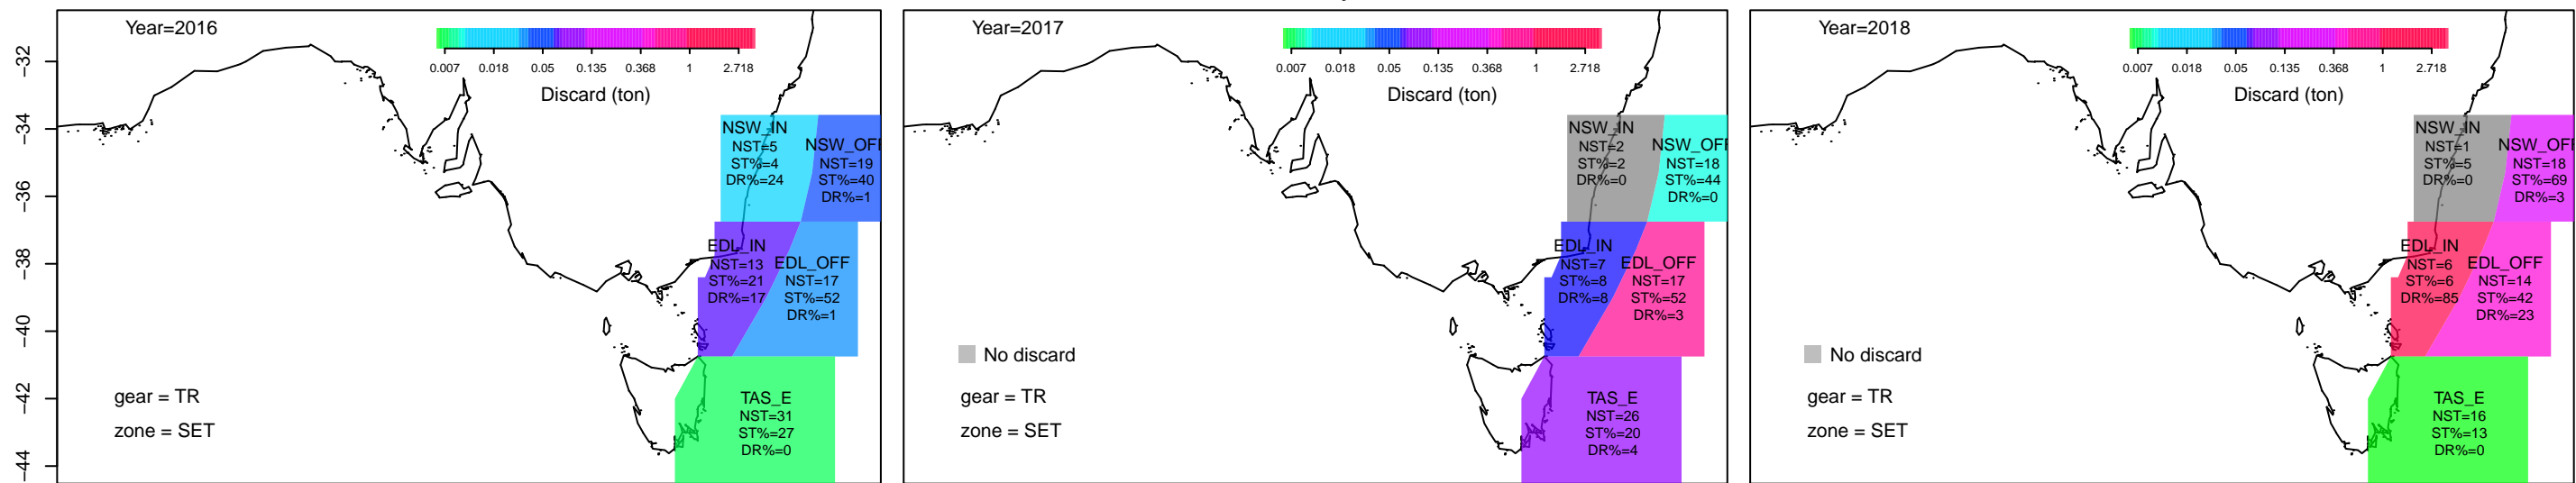 Year=2016
0.007 0.018 0.05 0.135 0.368 1 2.718
Discard (ton)
-32
-34
-36
-38
-40
-42
-44
NSW_IN
NST=5
ST%=4
DR%=24
NSW_OFF
NST=19
ST%=40
DR%=1
EDL_IN
NST=13
ST%=21
DR%=17
EDL_OFF
NST=17
ST%=52
DR%=1
TAS_E
NST=31
ST%=27
DR%=0
gear = TR
zone = SET
Year=2017
0.007 0.018 0.05 0.135 0.368 1 2.718
Discard (ton)
NSW_IN
NST=2
ST%=2
DR%=0
NSW_OFF
NST=18
ST%=44
DR%=0
EDL_IN
NST=7
ST%=8
DR%=8
EDL_OFF
NST=17
ST%=52
DR%=3
No discard
TAS_E
NST=26
ST%=20
DR%=4
gear = TR
zone = SET
Year=2018
0.007 0.018 0.05 0.135 0.368 1 2.718
Discard (ton)
NSW_IN
NST=1
ST%=5
DR%=0
NSW_OFF
NST=18
ST%=69
DR%=3
EDL_IN
NST=6
ST%=6
DR%=85
EDL_OFF
NST=14
ST%=42
DR%=23
No discard
TAS_E
NST=16
ST%=13
DR%=0
gear = TR
zone = SET